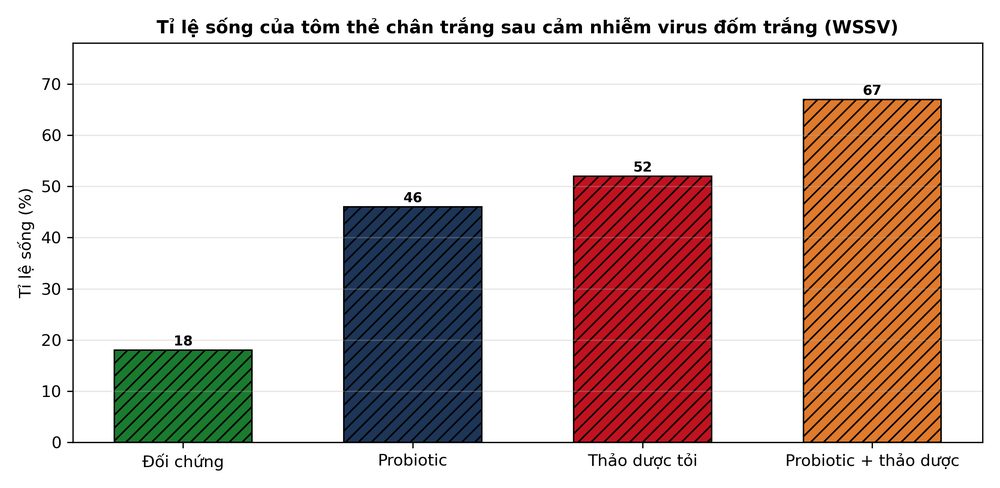 Tỉ lệ sống của tôm thẻ chân trắng sau cảm nhiễm virus đốm trắng (WSSV)
Tỉ lệ sống (%)
70
60
50
40
30
20
10
0
18
46
52
67
Đối chứng
Probiotic
Thảo dược tỏi
Probiotic + thảo dược